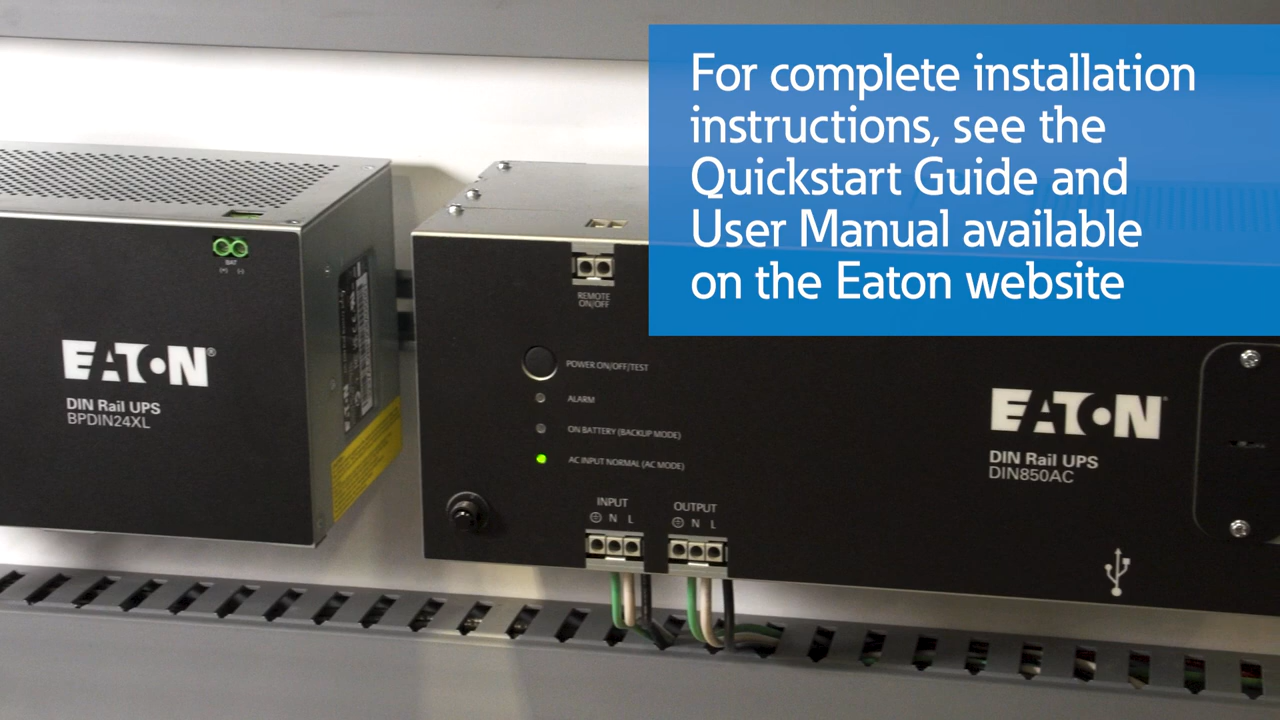 For complete installation
instructions, see the
Quickstart Guide and
User Manual available
on the Eaton website
BAT
(+) (-)
EATON®
DIN Rail UPS
BPDIN24XL
REMOTE
ON/OFF
POWER ON/OFF/TEST
ALARM
ON BATTERY (BACKUP MODE)
AC INPUT NORMAL (AC MODE)
INPUT
N L
OUTPUT
N L
EATON®
DIN Rail UPS
DIN850AC